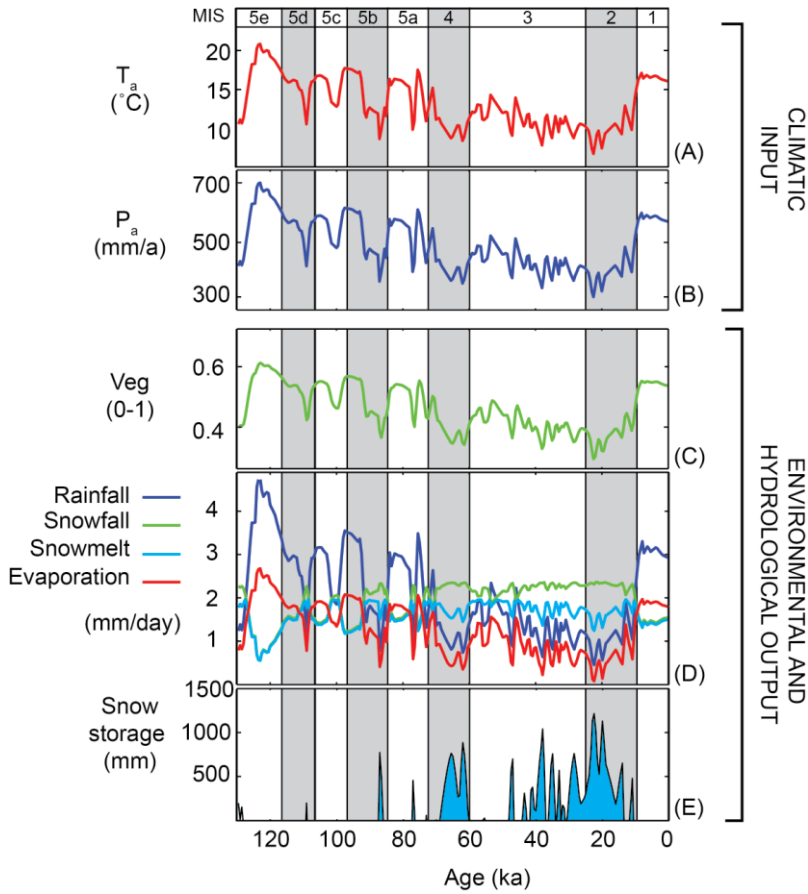 MIS 5e 5d 5c 5b 5a 4 3 2 1
20
15
10
Ta
(°C)
(A)
700
500
300
Pa
(mm/a)
(B)
CLIMATIC
INPUT
0.6
0.4
Veg
(0-1)
(C)
Rainfall
Snowfall
Snowmelt
Evaporation
(mm/day)
4
3
2
1
(D)
1500
1000
500
Snow
storage
(mm)
(E)
ENVIRONMENTAL AND
HYDROLOGICAL OUTPUT
120 100 80 60 40 20 0
Age (ka)